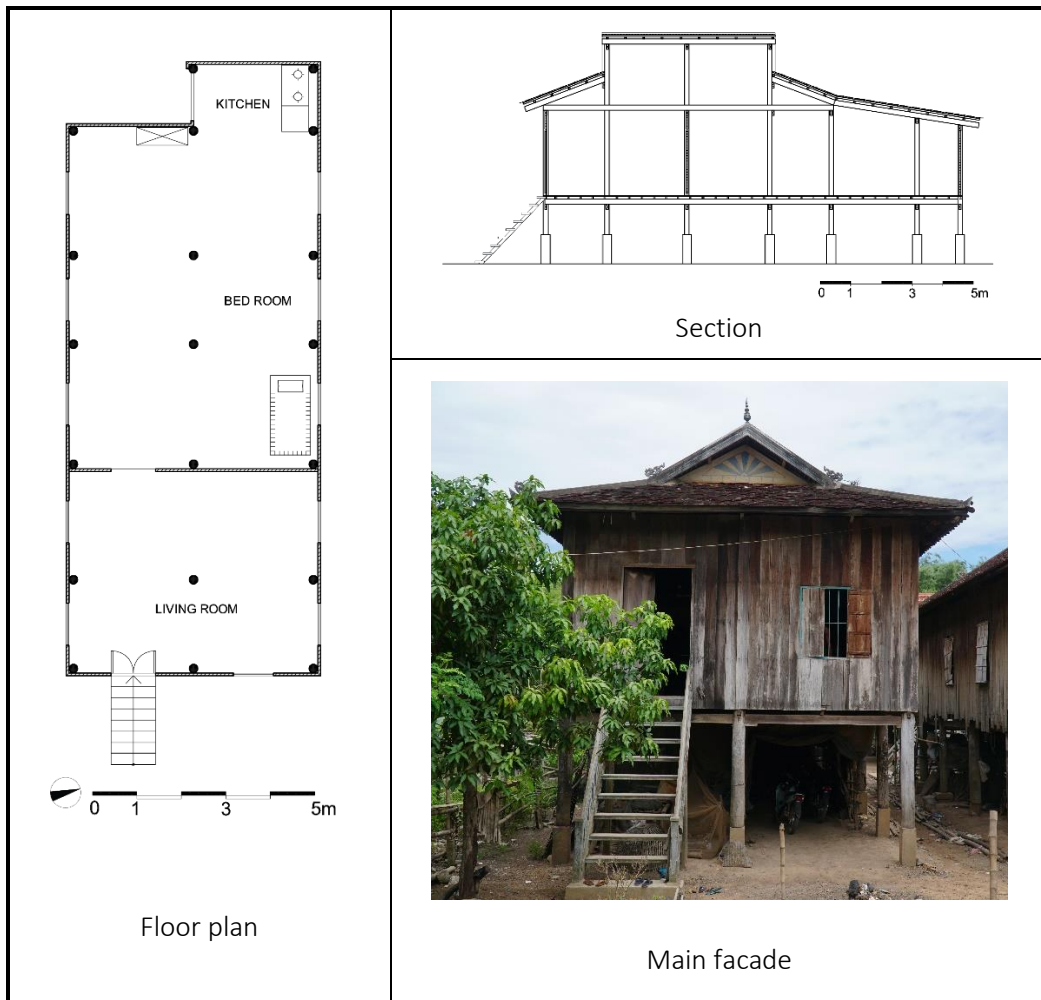 KITCHEN
BED ROOM
LIVING ROOM
0 1 3 5m
Floor plan
0 1 3 5m
Section
Main facade